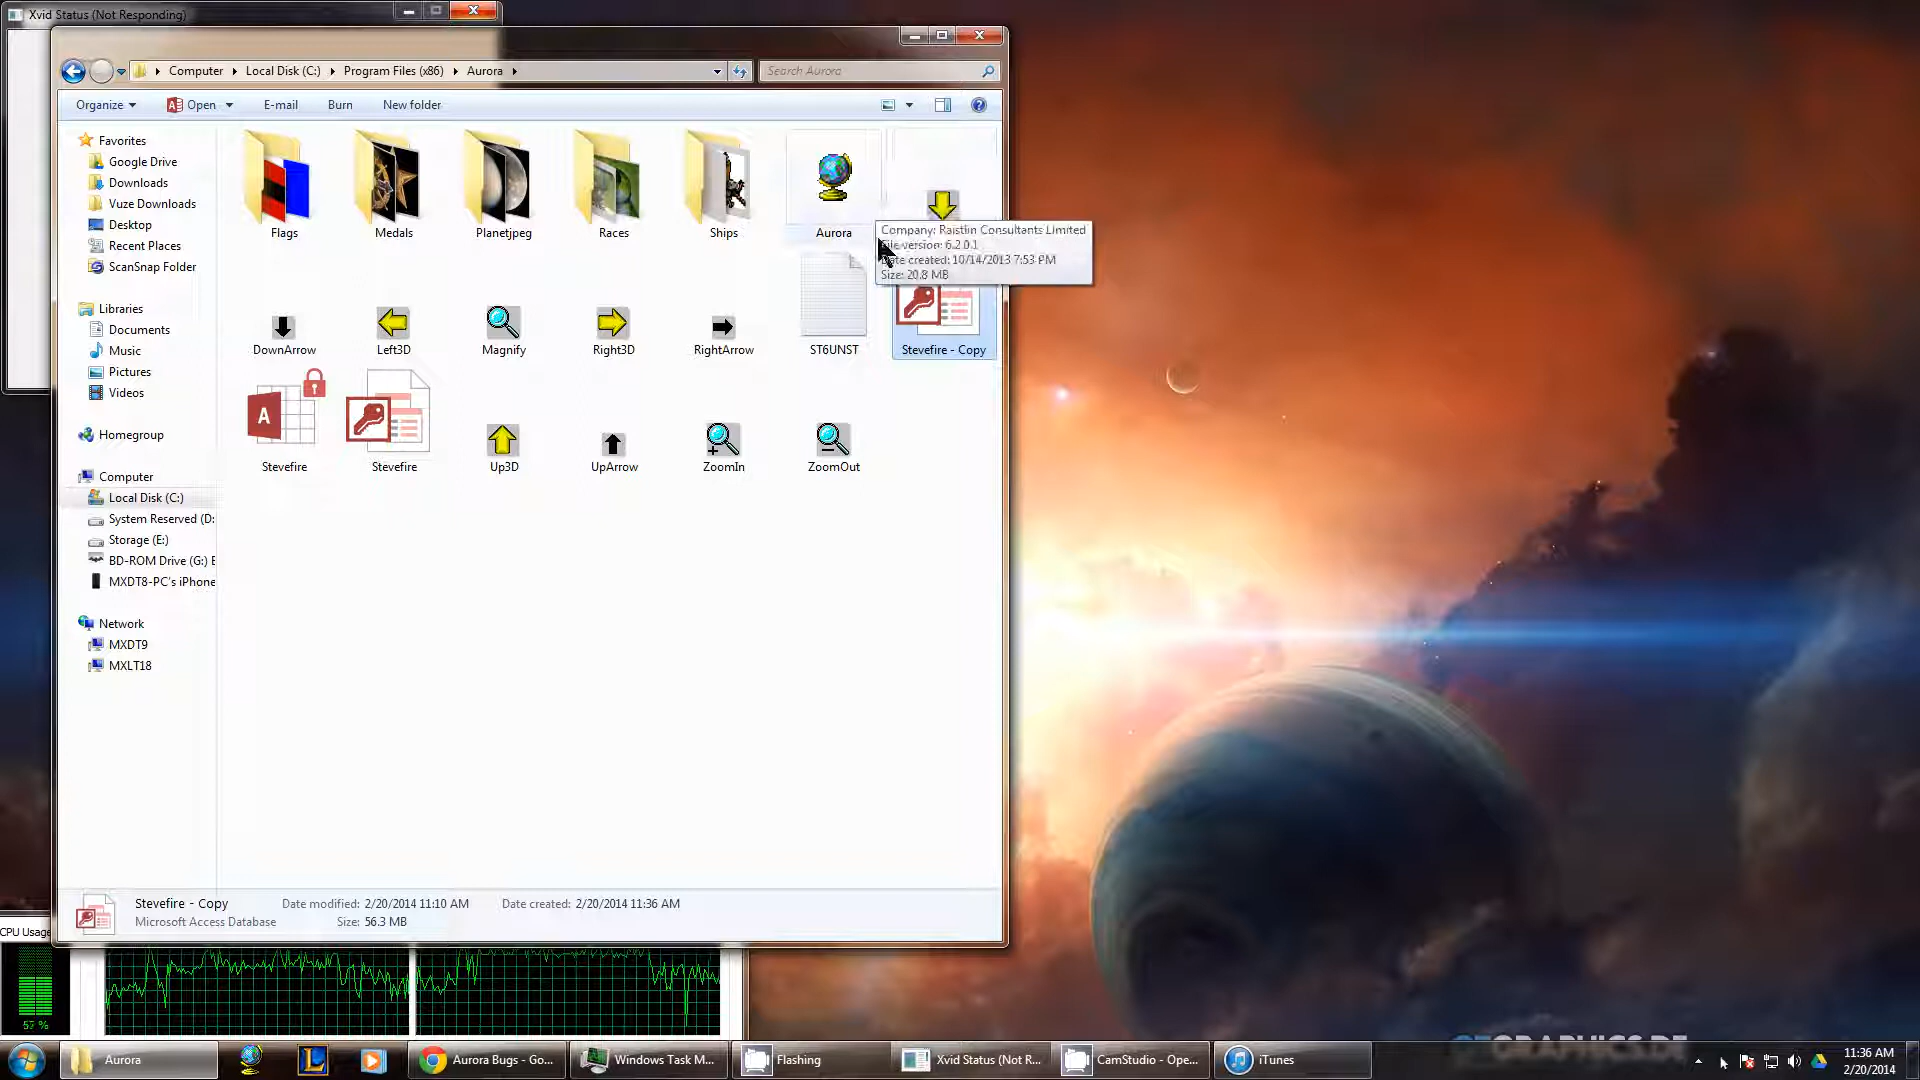 Xvid Status (Not Responding)
Computer Local Disk (C:) Program Files (x86) Aurora
Search Aurora
Organize Open E-mail Burn New folder
Favorites
Google Drive
Downloads
Vuze Downloads
Desktop
Recent Places
ScanSnap Folder
Libraries
Documents
Music
Pictures
Videos
Homegroup
Computer
Local Disk (C:)
System Reserved (D:
Storage (E:)
BD-ROM Drive (G:) E
MXDT8-PC's iPhone
Network
MXDT9
MXLT18
Flags Medals Planetjpeg Races Ships Aurora
Company: Raistlin Consultants Limited
File version: 6.2.0.1
Date created: 10/14/2013 7:53 PM
Size: 20.8 MB
DownArrow Left3D Magnify Right3D RightArrow ST6UNST Stevefire - Copy
A
Stevefire Stevefire Up3D UpArrow ZoomIn ZoomOut
Stevefire - Copy Date modified: 2/20/2014 11:10 AM Date created: 2/20/2014 11:36 AM
Microsoft Access Database Size: 56.3 MB
CPU Usage
57 %
Aurora L Aurora Bugs - Go... Windows Task M... Flashing Xvid Status (Not R... CamStudio - Ope... iTunes
11:36 AM
2/20/2014